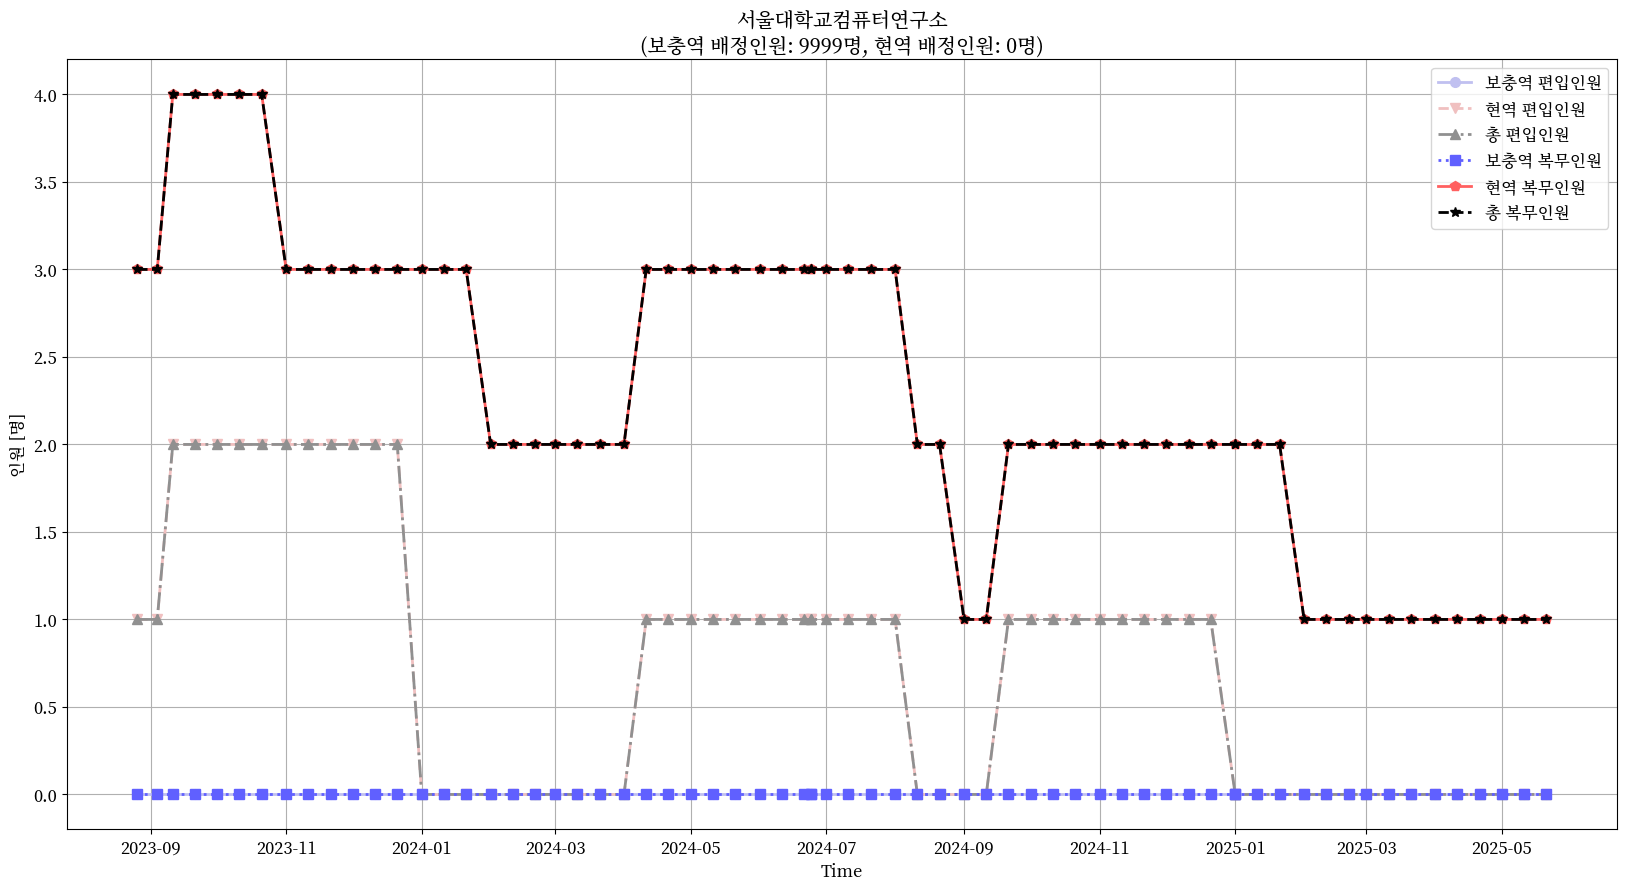 서울대학교컴퓨터연구소
(보충역 배정인원: 9999명, 현역 배정인원: 0명)
보충역 편입인원
현역 편입인원
총 편입인원
보충역 복무인원
현역 복무인원
총 복무인원
인원 [명]
4.0
3.5
3.0
2.5
2.0
1.5
1.0
0.5
0.0
2023-09 2023-11 2024-01 2024-03 2024-05 2024-07 2024-09 2024-11 2025-01 2025-03 2025-05
Time